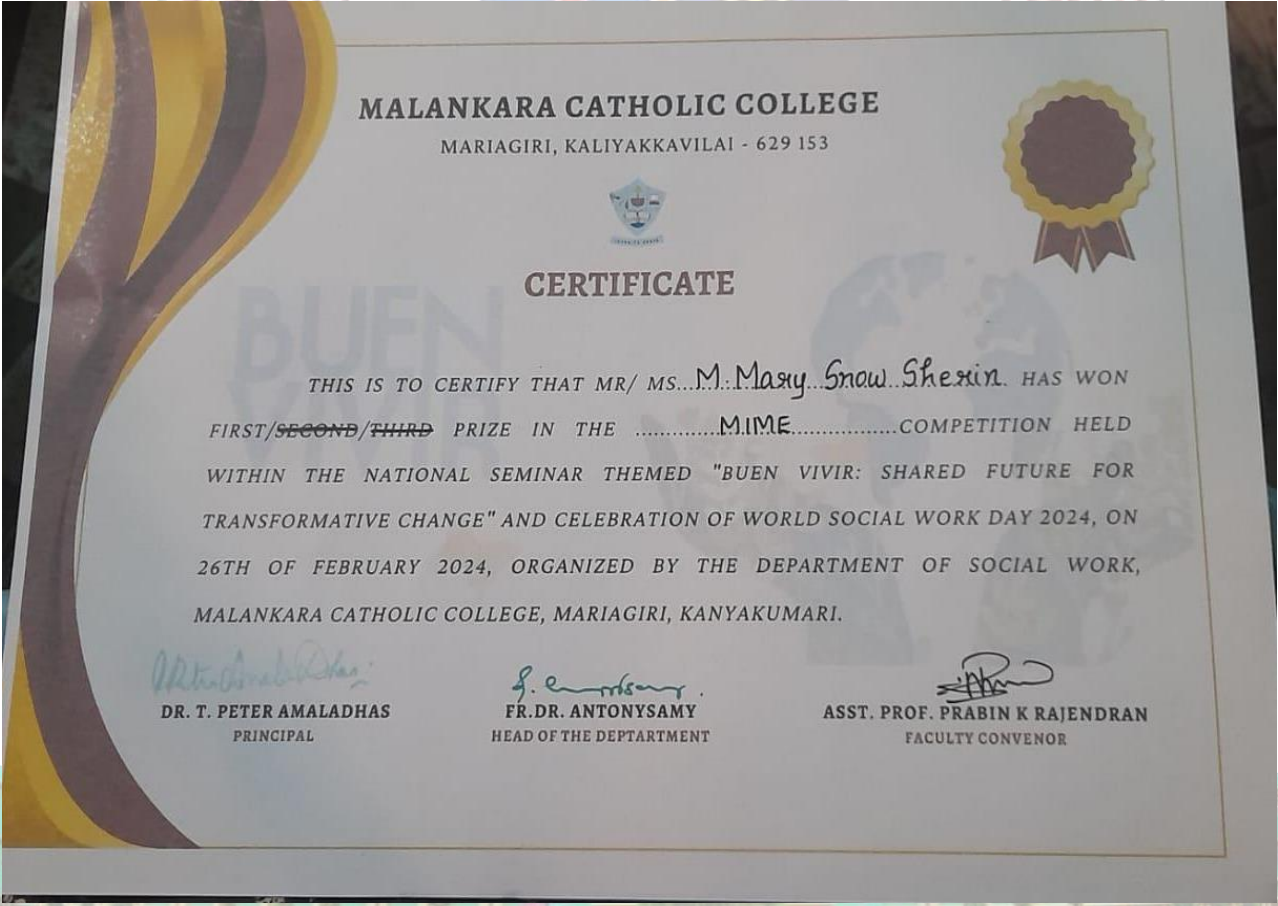 MALANKARA CATHOLIC COLLEGE
MARIAGIRI, KALIYAKKAVILAI - 629 153
CERTIFICATE
BUEN
VIVIR
THIS IS TO CERTIFY THAT MR/ MS...M. Mary Snow Sherin. HAS WON
FIRST/SECOND/THIRD PRIZE IN THE .............MIME................COMPETITION HELD
WITHIN THE NATIONAL SEMINAR THEMED "BUEN VIVIR: SHARED FUTURE FOR
TRANSFORMATIVE CHANGE" AND CELEBRATION OF WORLD SOCIAL WORK DAY 2024, ON
26TH OF FEBRUARY 2024, ORGANIZED BY THE DEPARTMENT OF SOCIAL WORK,
MALANKARA CATHOLIC COLLEGE, MARIAGIRI, KANYAKUMARI.
DR. T. PETER AMALADHAS FR.DR. ANTONYSAMY ASST. PROF. PRABIN K RAJENDRAN
PRINCIPAL HEAD OF THE DEPTARTMENT FACULTY CONVENOR